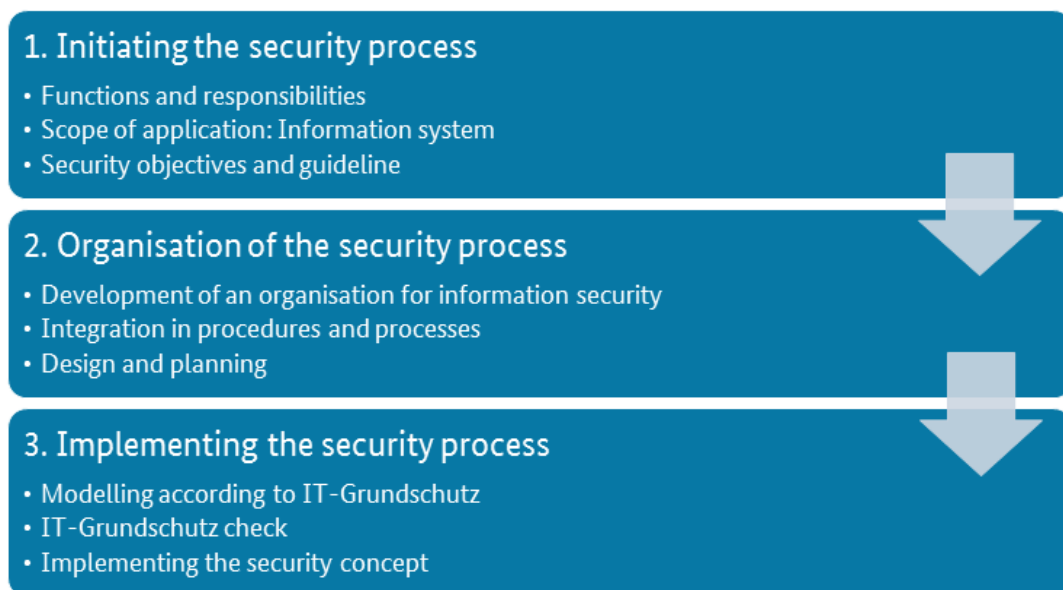 1. Initiating the security process
• Functions and responsibilities
• Scope of application: Information system
• Security objectives and guideline
2. Organisation of the security process
• Development of an organisation for information security
• Integration in procedures and processes
• Design and planning
3. Implementing the security process
• Modelling according to IT-Grundschutz
• IT-Grundschutz check
• Implementing the security concept